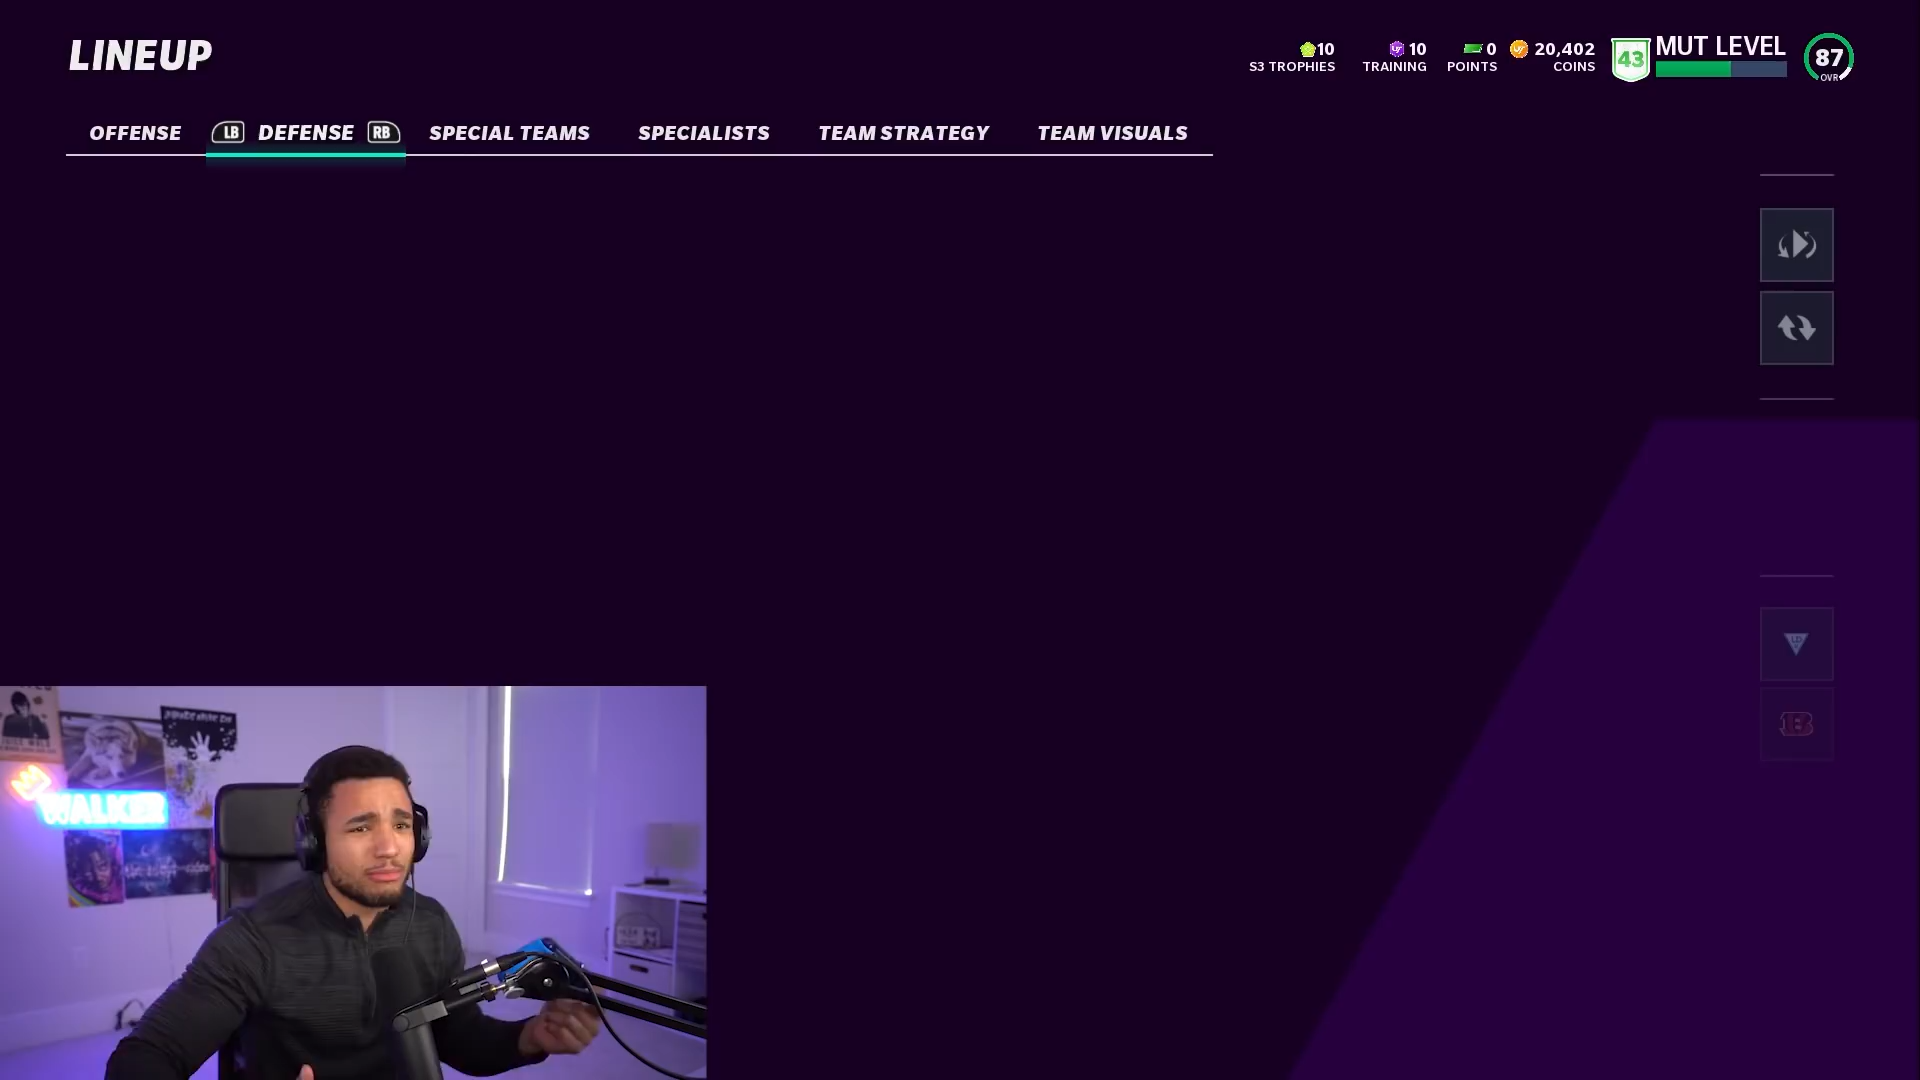 LINEUP
10
S3 TROPHIES
10
TRAINING
0
POINTS
20,402
COINS
43
MUT LEVEL
87
OVR
OFFENSE
LB
DEFENSE
RB
SPECIAL TEAMS
SPECIALISTS
TEAM STRATEGY
TEAM VISUALS
WALKER